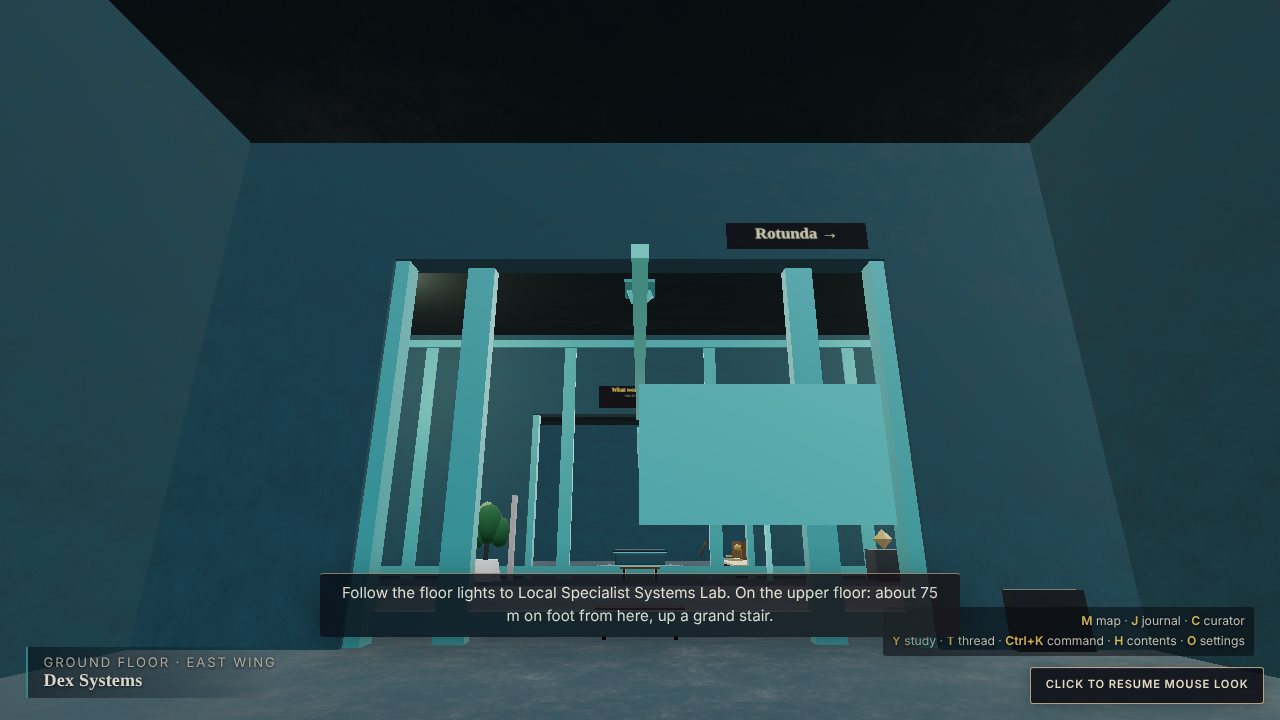 Rotunda →
Follow the floor lights to Local Specialist Systems Lab. On the upper floor: about 75
m on foot from here, up a grand stair.
M map · J journal · C curator
Y study · T thread · Ctrl+K command · H contents · O settings
GROUND FLOOR · EAST WING
Dex Systems
CLICK TO RESUME MOUSE LOOK